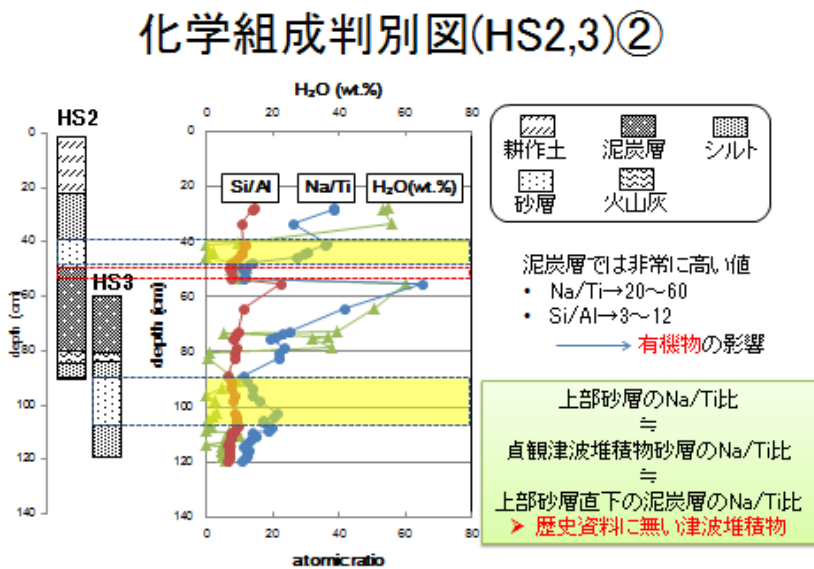 化学組成判別図(HS2,3)②
H₂O (wt.%)
0 20 40 60 80
HS2
HS3
0
20
40
60
80
100
120
140
depth (cm)
0
20
40
60
80
100
120
140
depth (cm)
Si/Al
Na/Ti
H₂O(wt.%)
0 20 40 60 80
atomic ratio
耕作土
泥炭層
シルト
砂層
火山灰
泥炭層では非常に高い値
• Na/Ti→20～60
• Si/Al→3～12
有機物の影響
上部砂層のNa/Ti比
≒
貞観津波堆積物砂層のNa/Ti比
≒
上部砂層直下の泥炭層のNa/Ti比
➤ 歴史資料に無い津波堆積物